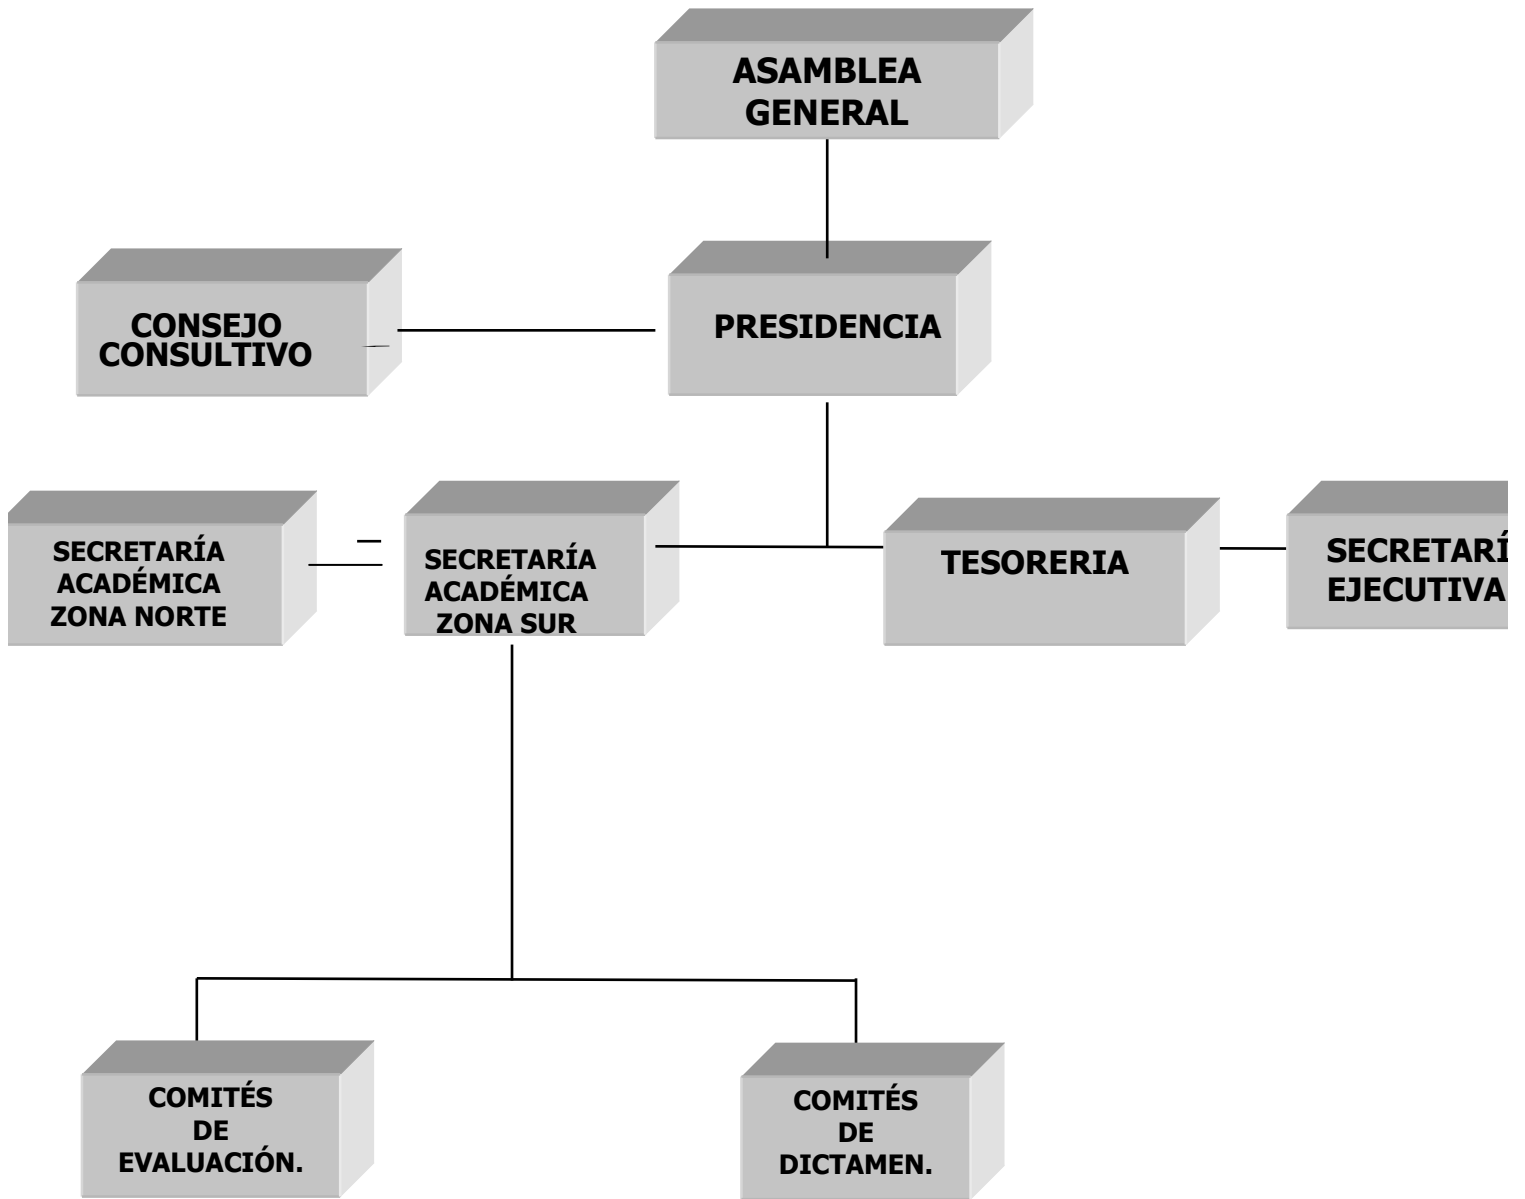 ASAMBLEA
GENERAL
CONSEJO
CONSULTIVO
PRESIDENCIA
SECRETARÍA
ACADÉMICA
ZONA NORTE
SECRETARÍA
ACADÉMICA
ZONA SUR
TESORERIA
SECRETARÍ
EJECUTIVA
COMITÉS
DE
EVALUACIÓN.
COMITÉS
DE
DICTAMEN.